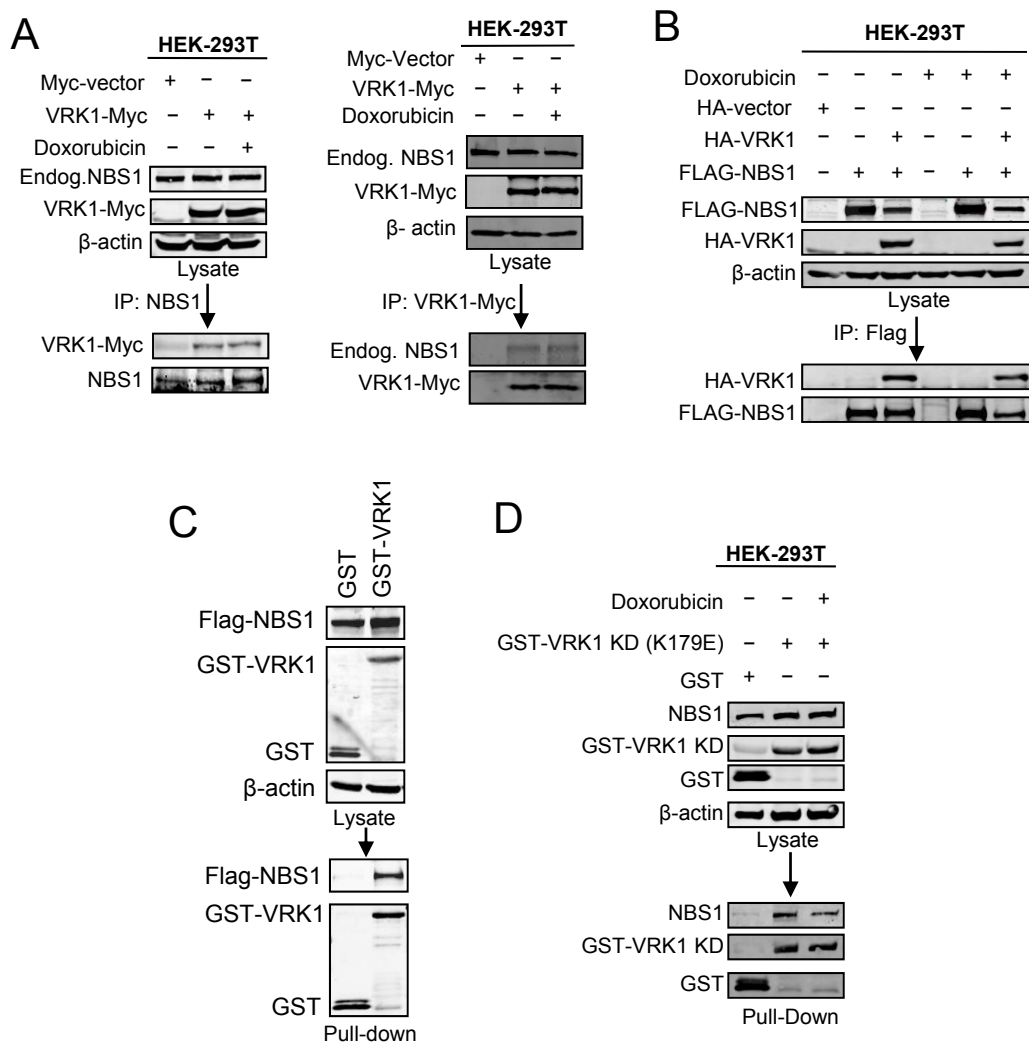 A
HEK-293T
Myc-vector + – –
VRK1-Myc – + +
Doxorubicin – – +
Endog.NBS1
VRK1-Myc
β-actin
Lysate
IP: NBS1
VRK1-Myc
NBS1
HEK-293T
Myc-Vector + – –
VRK1-Myc – + +
Doxorubicin – – +
Endog. NBS1
VRK1-Myc
β- actin
Lysate
IP: VRK1-Myc
Endog. NBS1
VRK1-Myc
B
HEK-293T
Doxorubicin – – – + + +
HA-vector + – – – – –
HA-VRK1 – – + – – +
FLAG-NBS1 – + + – + +
FLAG-NBS1
HA-VRK1
β-actin
Lysate
IP: Flag
HA-VRK1
FLAG-NBS1
C
GST
GST-VRK1
Flag-NBS1
GST-VRK1
GST
β-actin
Lysate
Flag-NBS1
GST-VRK1
GST
Pull-down
D
HEK-293T
Doxorubicin – – +
GST-VRK1 KD (K179E) – + +
GST + – –
NBS1
GST-VRK1 KD
GST
β-actin
Lysate
NBS1
GST-VRK1 KD
GST
Pull-Down